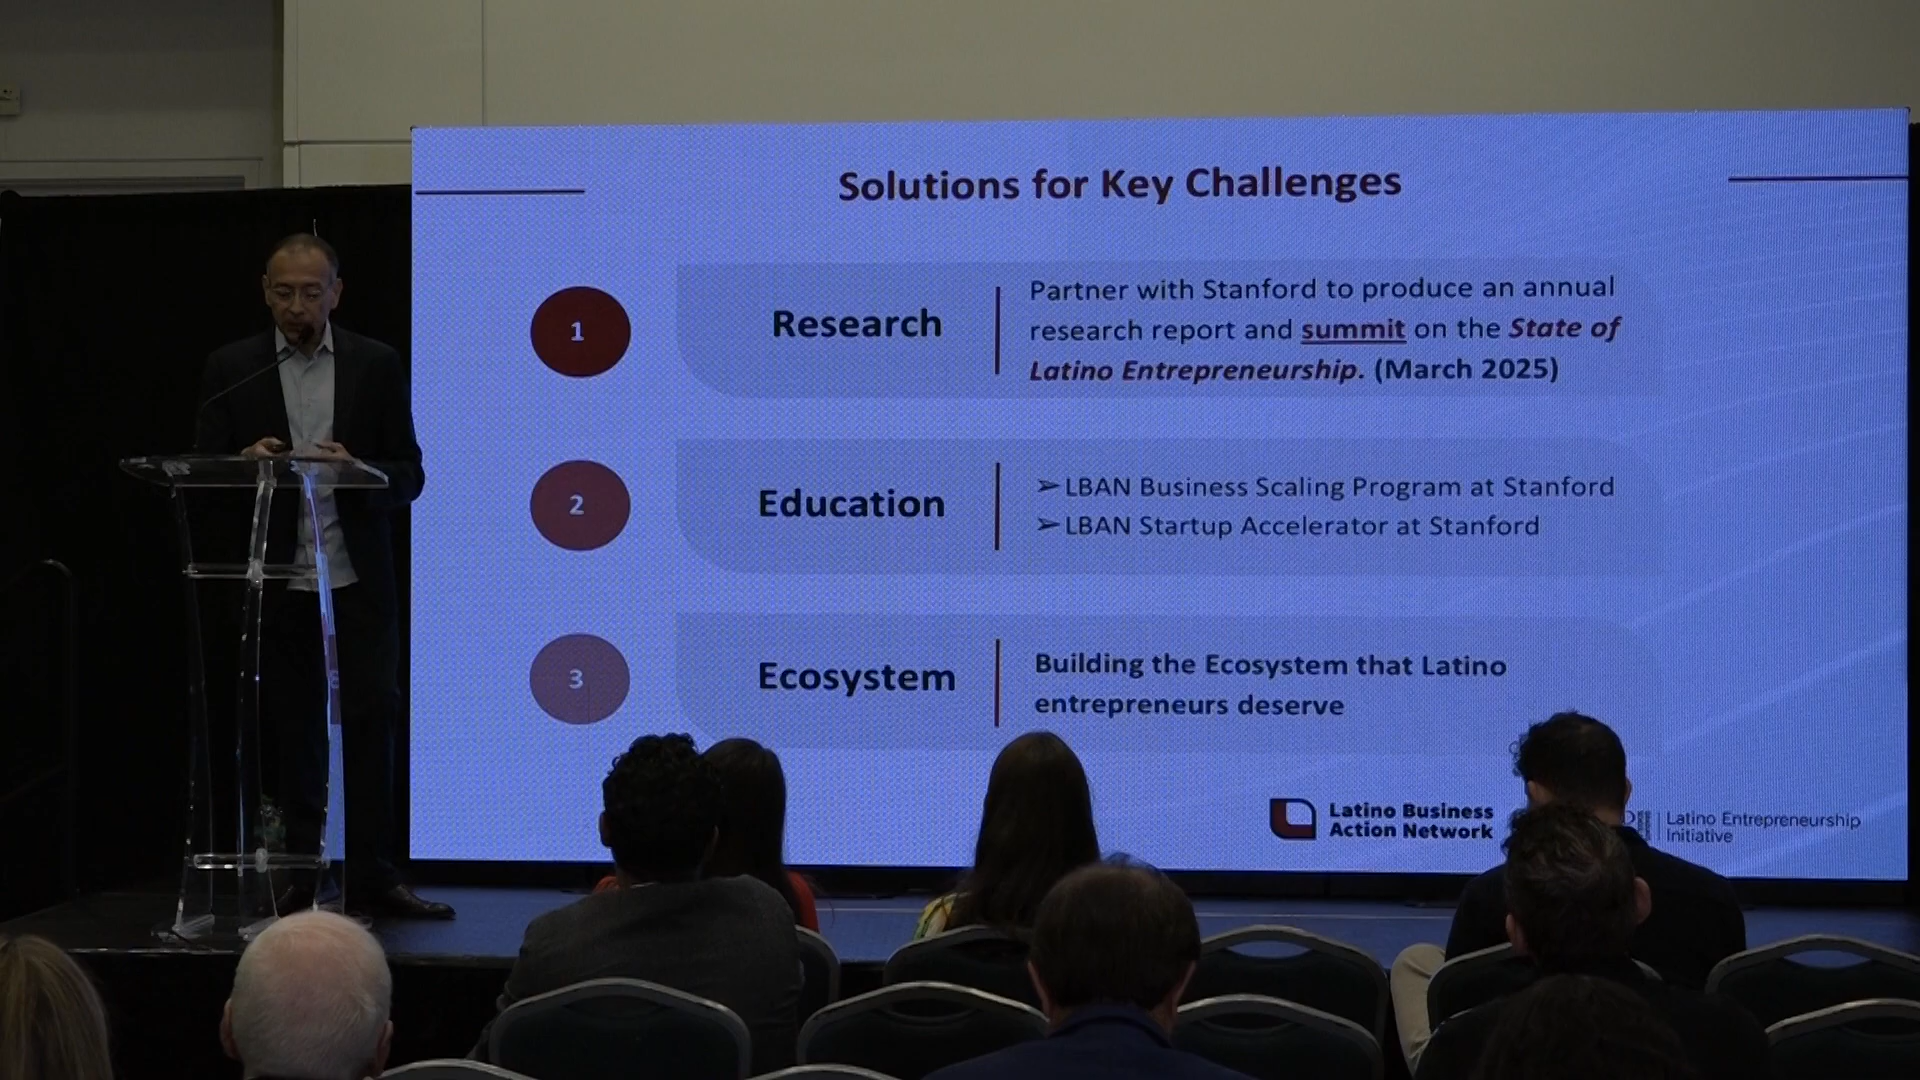 Solutions for Key Challenges
1
Research
Partner with Stanford to produce an annual
research report and summit on the State of
Latino Entrepreneurship. (March 2025)
2
Education
➢ LBAN Business Scaling Program at Stanford
➢ LBAN Startup Accelerator at Stanford
3
Ecosystem
Building the Ecosystem that Latino
entrepreneurs deserve
Latino Business
Action Network
Latino Entrepreneurship
Initiative